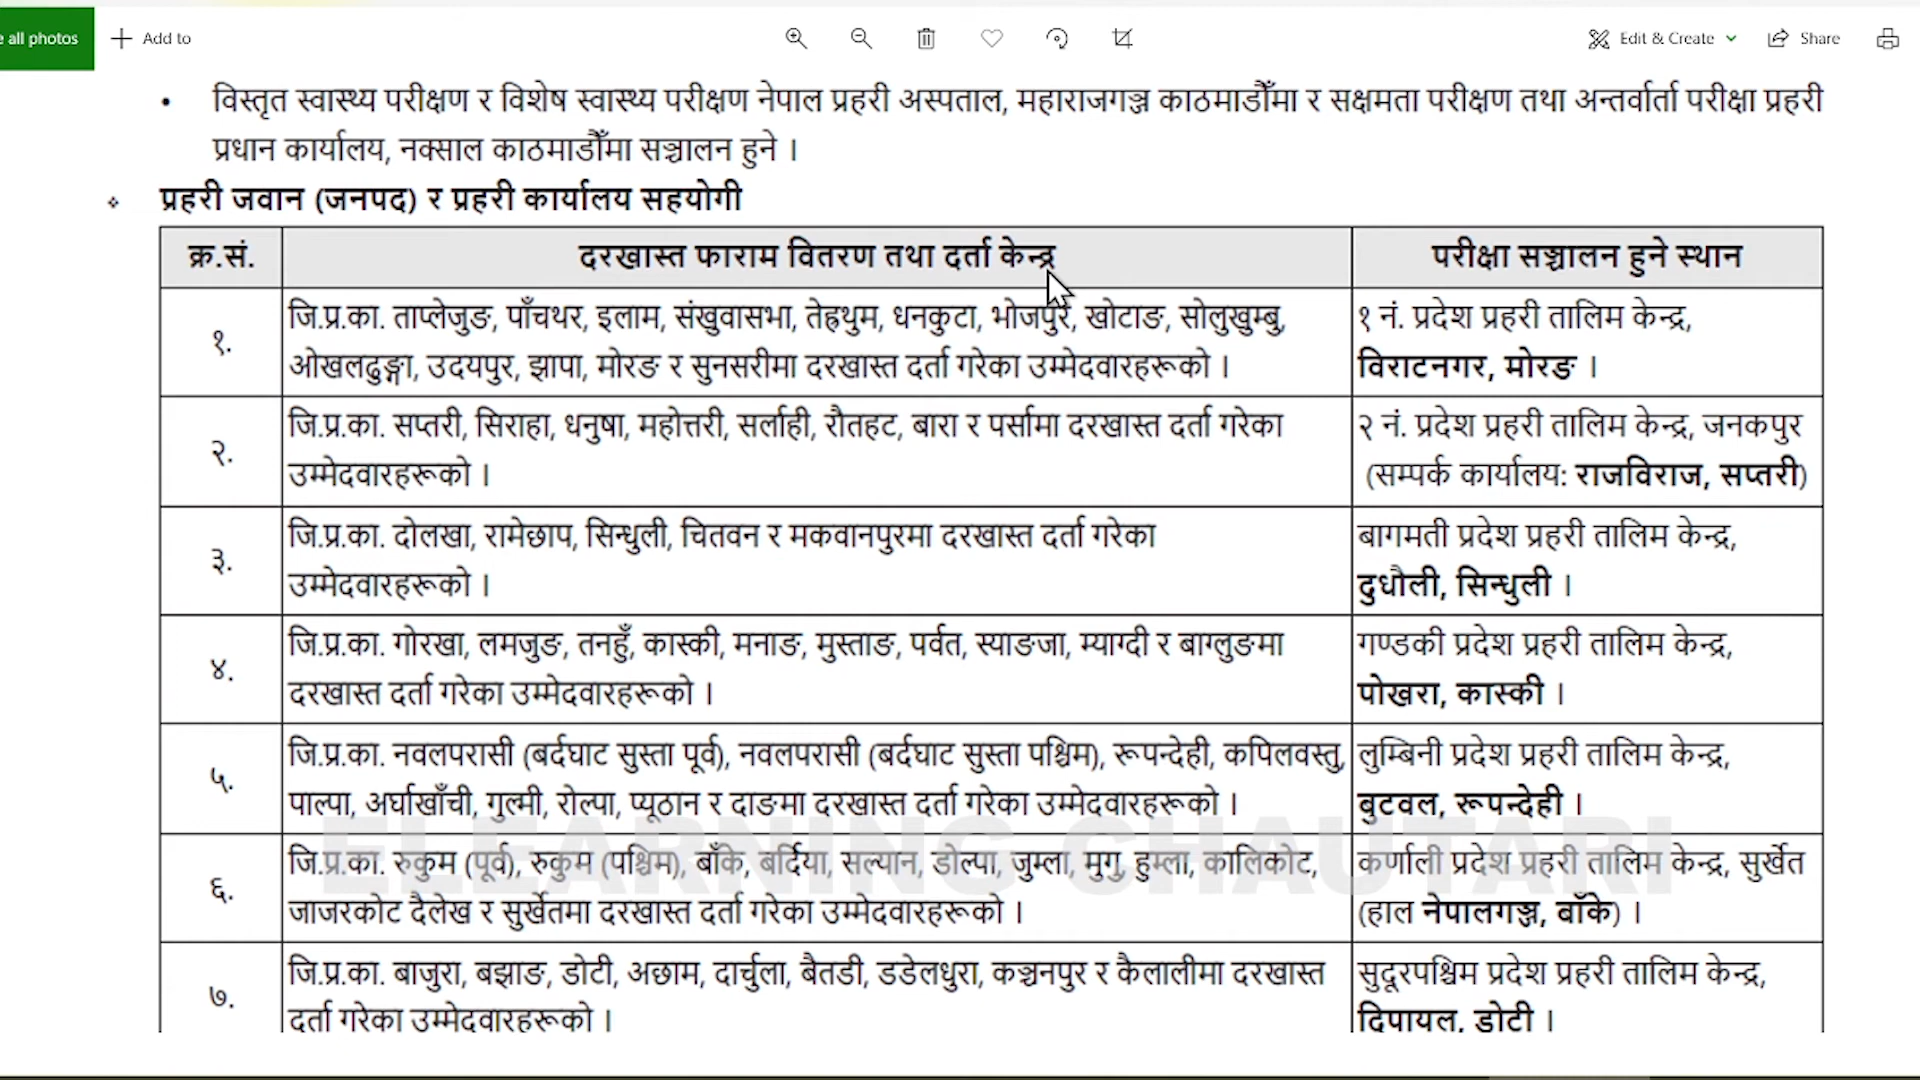 e all photos
Add to
Edit & Create
Share
• विस्तृत स्वास्थ्य परीक्षण र विशेष स्वास्थ्य परीक्षण नेपाल प्रहरी अस्पताल, महाराजगञ्ज काठमाडौँमा र सक्षमता परीक्षण तथा अन्तर्वार्ता परीक्षा प्रहरी
प्रधान कार्यालय, नक्साल काठमाडौँमा सञ्चालन हुने ।
प्रहरी जवान (जनपद) र प्रहरी कार्यालय सहयोगी
क्र.सं. दरखास्त फाराम वितरण तथा दर्ता केन्द्र परीक्षा सञ्चालन हुने स्थान
१. जि.प्र.का. ताप्लेजुङ, पाँचथर, इलाम, संखुवासभा, तेह्रथुम, धनकुटा, भोजपुर, खोटाङ, सोलुखुम्बु,
ओखलढुङ्गा, उदयपुर, झापा, मोरङ र सुनसरीमा दरखास्त दर्ता गरेका उम्मेदवारहरूको ।
१ नं. प्रदेश प्रहरी तालिम केन्द्र,
विराटनगर, मोरङ ।
२. जि.प्र.का. सप्तरी, सिराहा, धनुषा, महोत्तरी, सर्लाही, रौतहट, बारा र पर्सामा दरखास्त दर्ता गरेका
उम्मेदवारहरूको ।
२ नं. प्रदेश प्रहरी तालिम केन्द्र, जनकपुर
(सम्पर्क कार्यालय: राजविराज, सप्तरी)
३. जि.प्र.का. दोलखा, रामेछाप, सिन्धुली, चितवन र मकवानपुरमा दरखास्त दर्ता गरेका
उम्मेदवारहरूको ।
बागमती प्रदेश प्रहरी तालिम केन्द्र,
दुधौली, सिन्धुली ।
४. जि.प्र.का. गोरखा, लमजुङ, तनहुँ, कास्की, मनाङ, मुस्ताङ, पर्वत, स्याङजा, म्याग्दी र बाग्लुङमा
दरखास्त दर्ता गरेका उम्मेदवारहरूको ।
गण्डकी प्रदेश प्रहरी तालिम केन्द्र,
पोखरा, कास्की ।
५. जि.प्र.का. नवलपरासी (बर्दघाट सुस्ता पूर्व), नवलपरासी (बर्दघाट सुस्ता पश्चिम), रूपन्देही, कपिलवस्तु,
पाल्पा, अर्घाखाँची, गुल्मी, रोल्पा, प्यूठान र दाङमा दरखास्त दर्ता गरेका उम्मेदवारहरूको ।
लुम्बिनी प्रदेश प्रहरी तालिम केन्द्र,
बुटवल, रूपन्देही ।
ELEARNING CHAUTARI
६. जि.प्र.का. रुकुम (पूर्व), रुकुम (पश्चिम), बाँके, बर्दिया, सल्यान, डोल्पा, जुम्ला, मुगु, हुम्ला, कालिकोट,
जाजरकोट दैलेख र सुर्खेतमा दरखास्त दर्ता गरेका उम्मेदवारहरूको ।
कर्णाली प्रदेश प्रहरी तालिम केन्द्र, सुर्खेत
(हाल नेपालगञ्ज, बाँके) ।
७. जि.प्र.का. बाजुरा, बझाङ, डोटी, अछाम, दार्चुला, बैतडी, डडेलधुरा, कञ्चनपुर र कैलालीमा दरखास्त
दर्ता गरेका उम्मेदवारहरूको ।
सुदूरपश्चिम प्रदेश प्रहरी तालिम केन्द्र,
दिपायल, डोटी ।